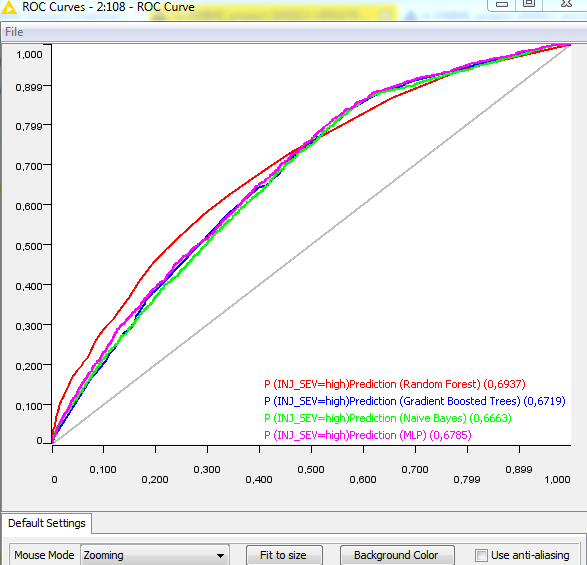 ROC Curves - 2:108 - ROC Curve
File
1,000
0,899
0,799
0,700
0,600
0,500
0,400
0,300
0,200
0,100
0
P (INJ_SEV=high)Prediction (Random Forest) (0,6937)
P (INJ_SEV=high)Prediction (Gradient Boosted Trees) (0,6719)
P (INJ_SEV=high)Prediction (Naive Bayes) (0,6663)
P (INJ_SEV=high)Prediction (MLP) (0,6785)
0,100 0,300 0,500 0,700 0,899
0 0,200 0,400 0,600 0,799 1,000
Default Settings
Mouse Mode Zooming Fit to size Background Color Use anti-aliasing